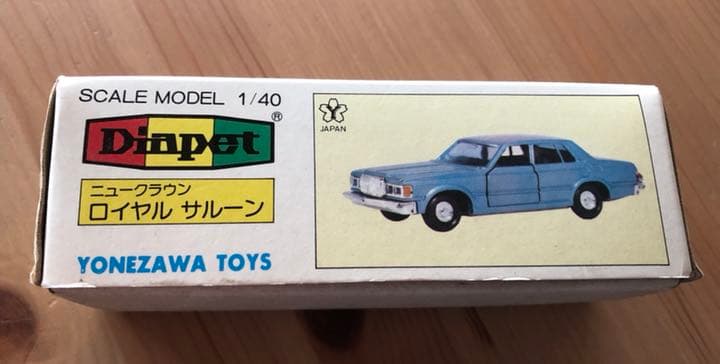 SCALE MODEL 1/40
Diapet ®
ニュークラウン
ロイヤル サルーン
YONEZAWA TOYS
Y
JAPAN